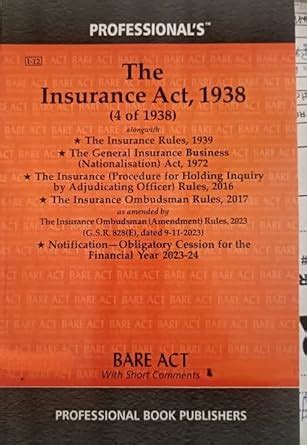 PROFESSIONAL'S™
I-12
The
Insurance Act, 1938
(4 of 1938)
alongwith
★ The Insurance Rules, 1939
★ The General Insurance Business
(Nationalisation) Act, 1972
★ The Insurance (Procedure for Holding Inquiry
by Adjudicating Officer) Rules, 2016
★ The Insurance Ombudsman Rules, 2017
as amended by
The Insurance Ombudsman (Amendment) Rules, 2023
(G.S.R. 828(E), dated 9-11-2023)
★ Notification—Obligatory Cession for the
Financial Year 2023-24
BARE ACT
With Short Comments
PROFESSIONAL BOOK PUBLISHERS